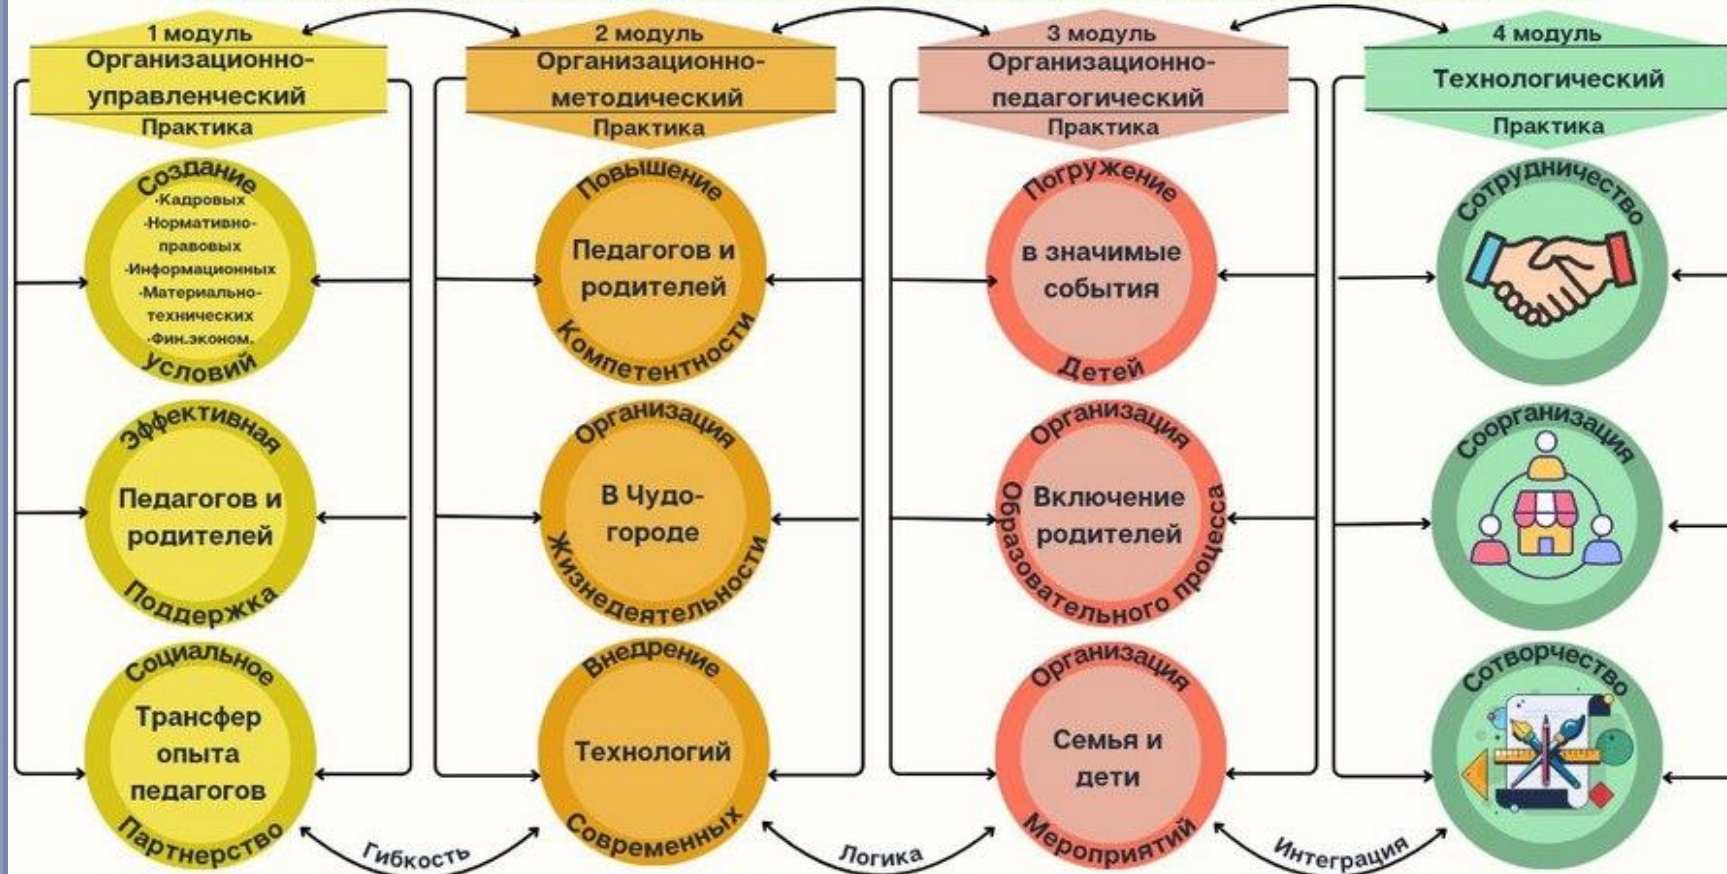 1 модуль
Организационно-
управленческий
Практика
Создание
·Кадровых
·Нормативно-
правовых
·Информационных
·Материально-
технических
·Фин.эконом.
условий
Эффективная
Педагогов и
родителей
Поддержка
Социальное
Трансфер
опыта
педагогов
Партнерство
2 модуль
Организационно-
методический
Практика
Повышение
Педагогов и
родителей
Компетентности
Организация
В Чудо-
городе
Жизнедеятельности
Внедрение
Технологий
Современных
3 модуль
Организационно-
педагогический
Практика
Погружение
в значимые
события
Детей
Организация
Включение
родителей
Образовательного процесса
Организация
Семья и
дети
Мероприятий
4 модуль
Технологический
Практика
Сотрудничество
Соорганизация
Сотворчество
Гибкость
Логика
Интеграция